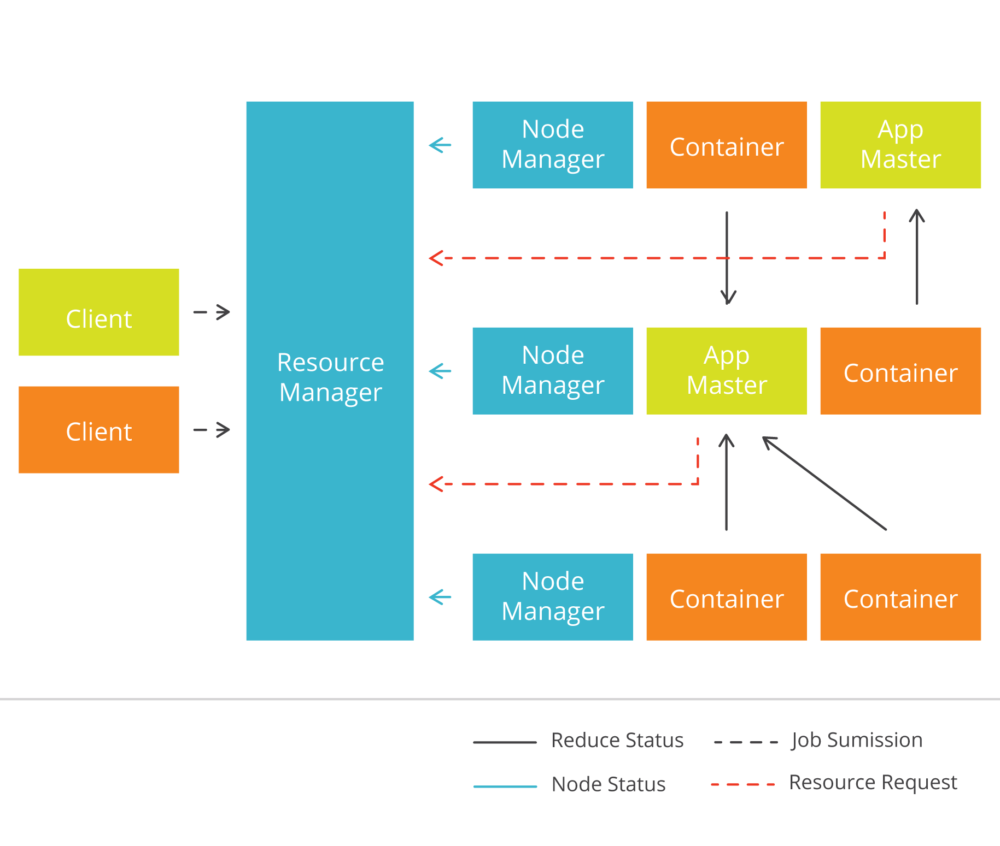 Client
Client
Resource
Manager
Node
Manager
Container
App
Master
Node
Manager
App
Master
Container
Node
Manager
Container
Container
Reduce Status
Job Sumission
Node Status
Resource Request